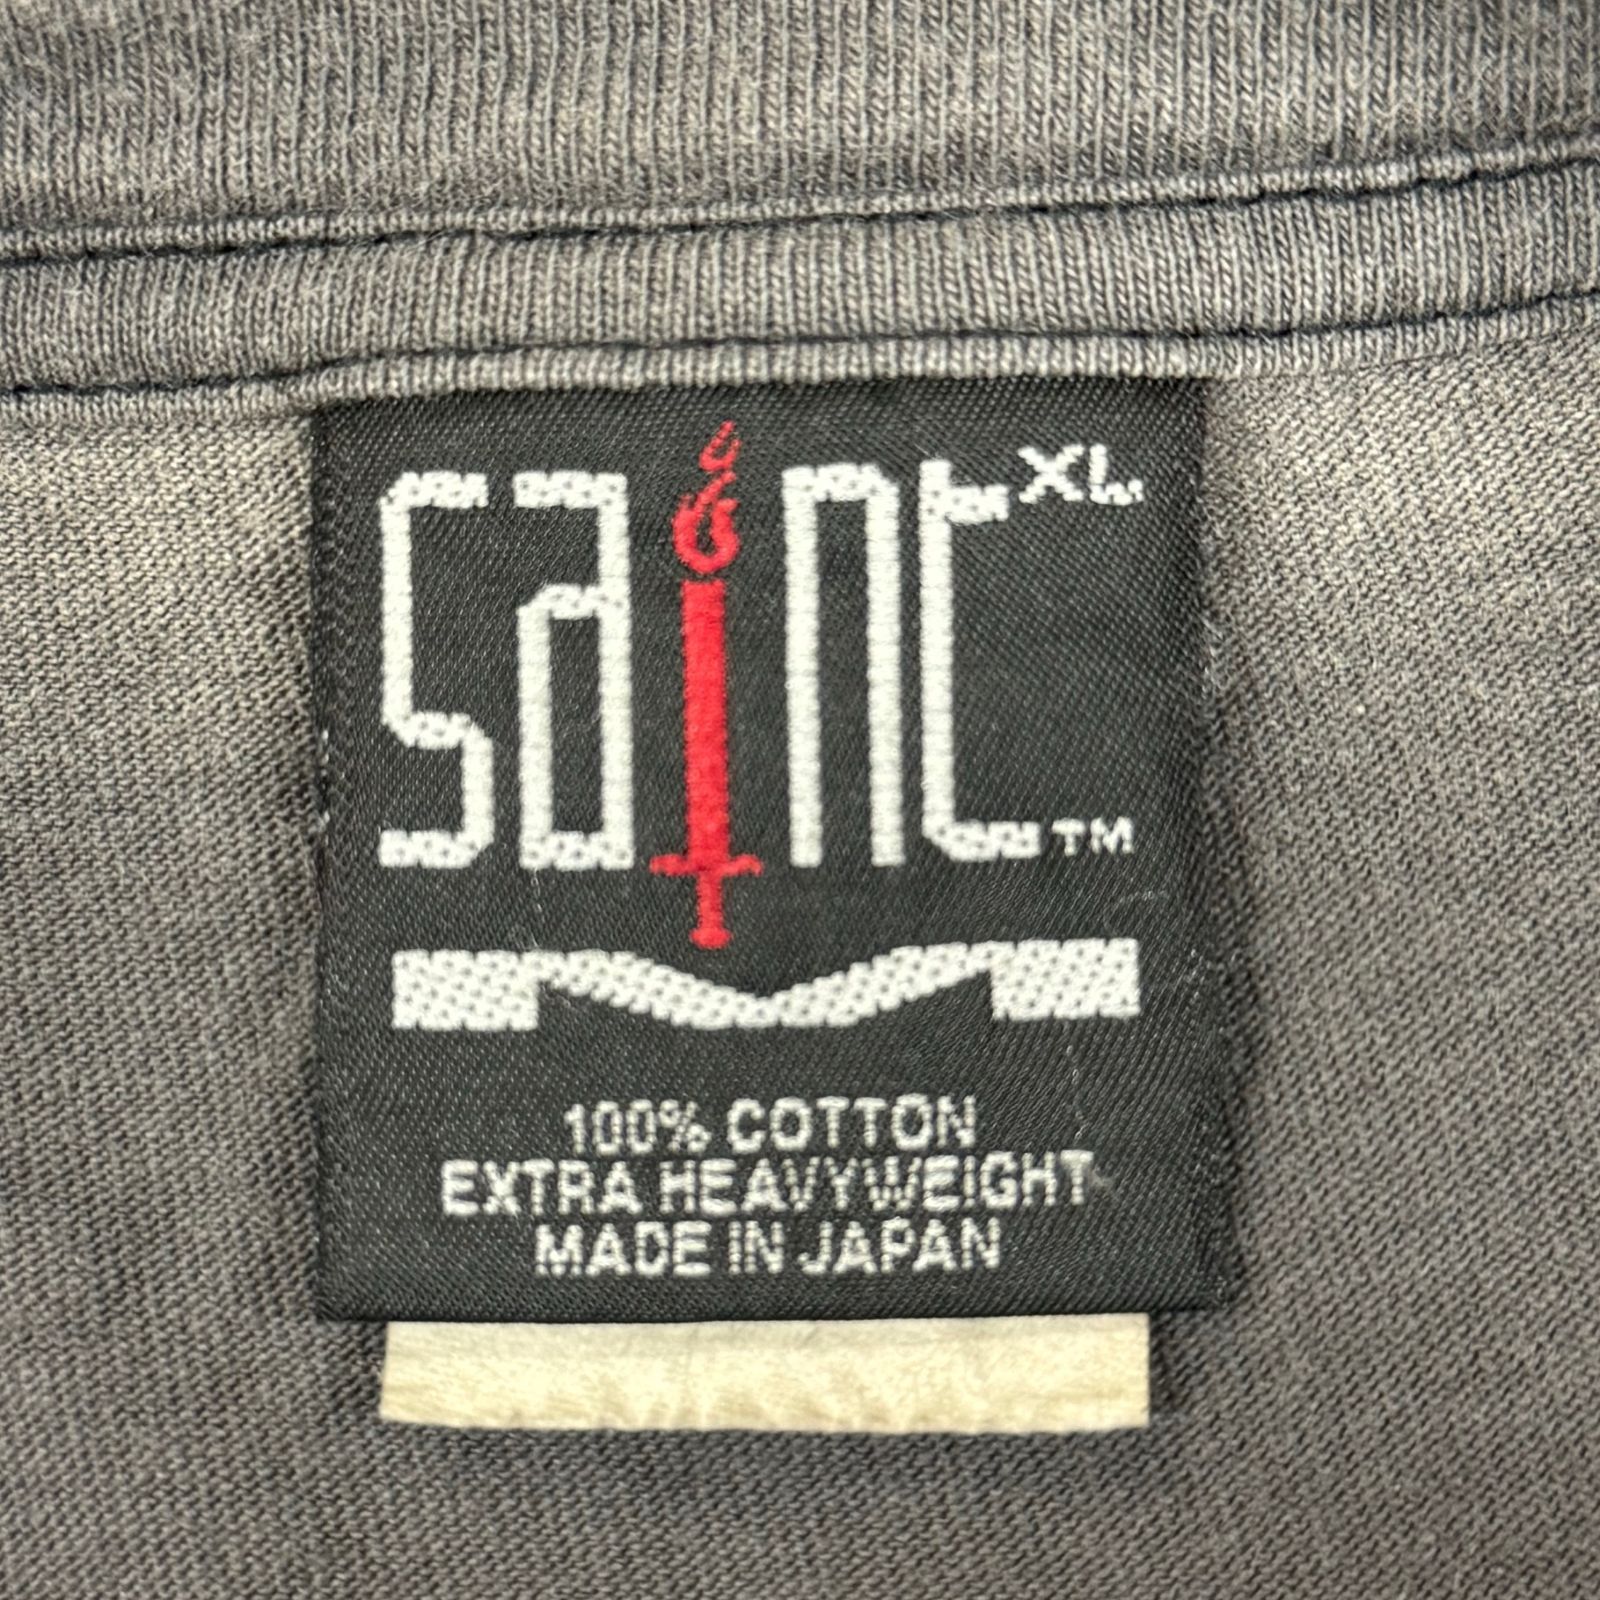 saint XL
TM
100% COTTON
EXTRA HEAVYWEIGHT
MADE IN JAPAN